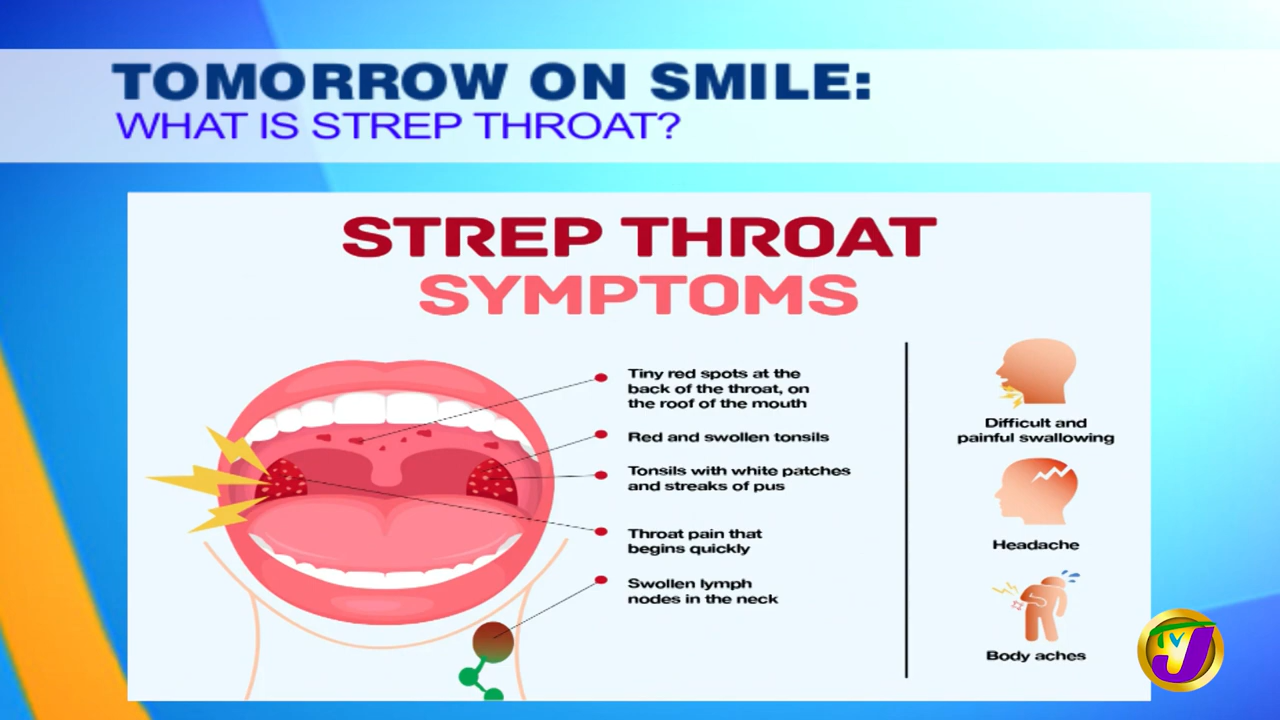 TOMORROW ON SMILE:
WHAT IS STREP THROAT?
STREP THROAT
SYMPTOMS
Tiny red spots at the
back of the throat, on
the roof of the mouth
Red and swollen tonsils
Tonsils with white patches
and streaks of pus
Throat pain that
begins quickly
Swollen lymph
nodes in the neck
Difficult and
painful swallowing
Headache
Body aches
TVJ